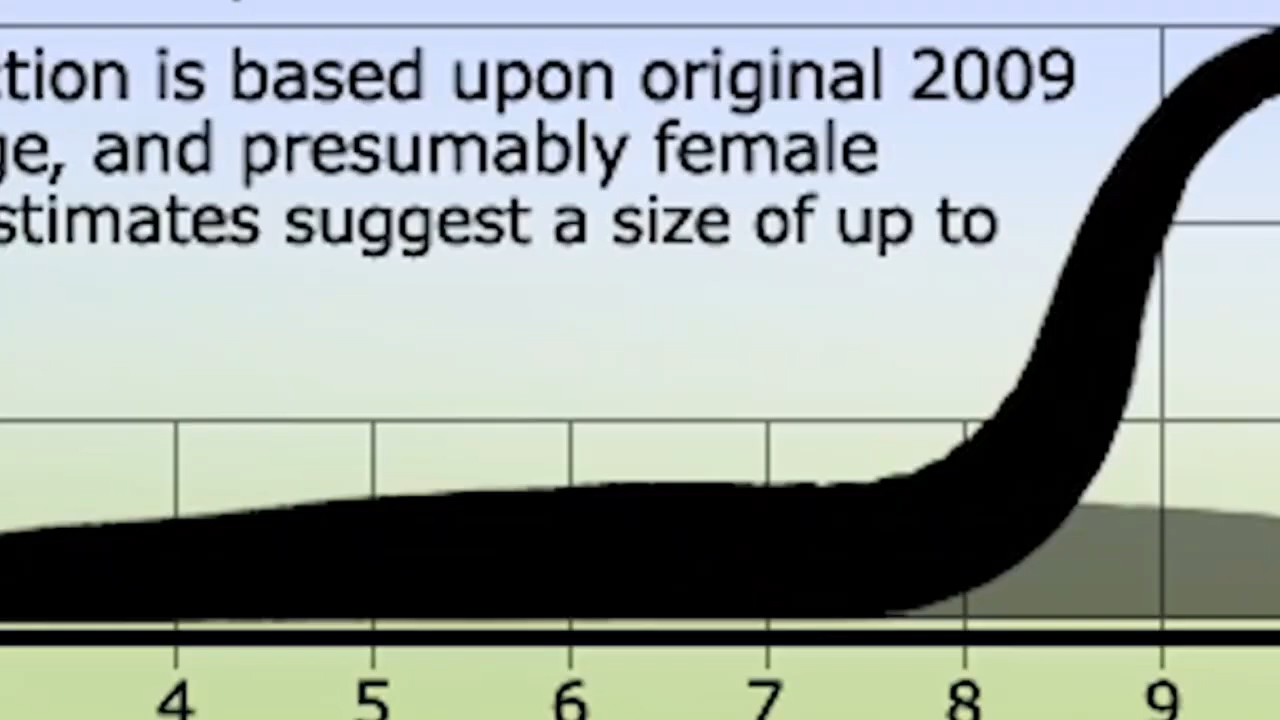 tion is based upon original 2009
ge, and presumably female
stimates suggest a size of up to
4 5 6 7 8 9